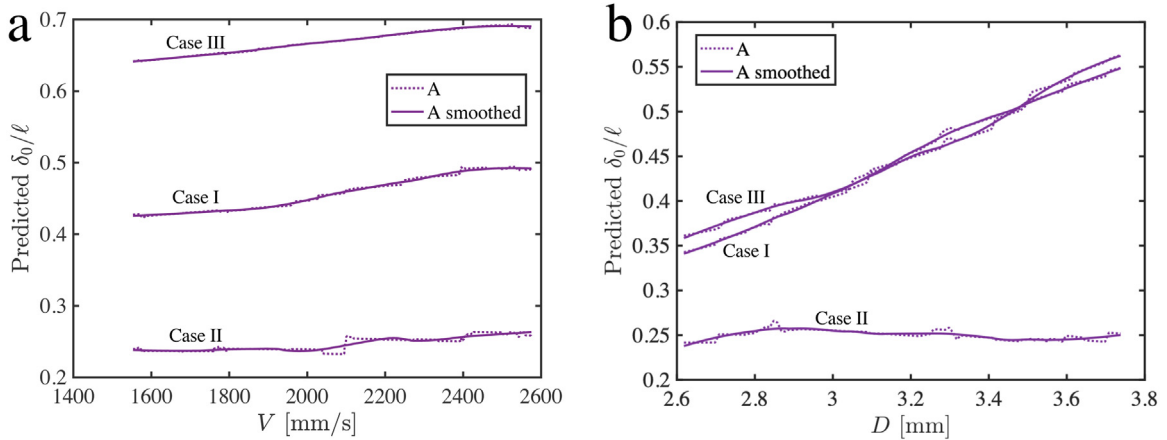 a
0.7
0.6
0.5
0.4
0.3
0.2
Predicted δ₀/ℓ
Case III
A
A smoothed
Case I
Case II
1400 1600 1800 2000 2200 2400 2600
V [mm/s]
b
0.6
0.55
0.5
0.45
0.4
0.35
0.3
0.25
0.2
Predicted δ₀/ℓ
A
A smoothed
Case III
Case I
Case II
2.6 2.8 3 3.2 3.4 3.6 3.8
D [mm]